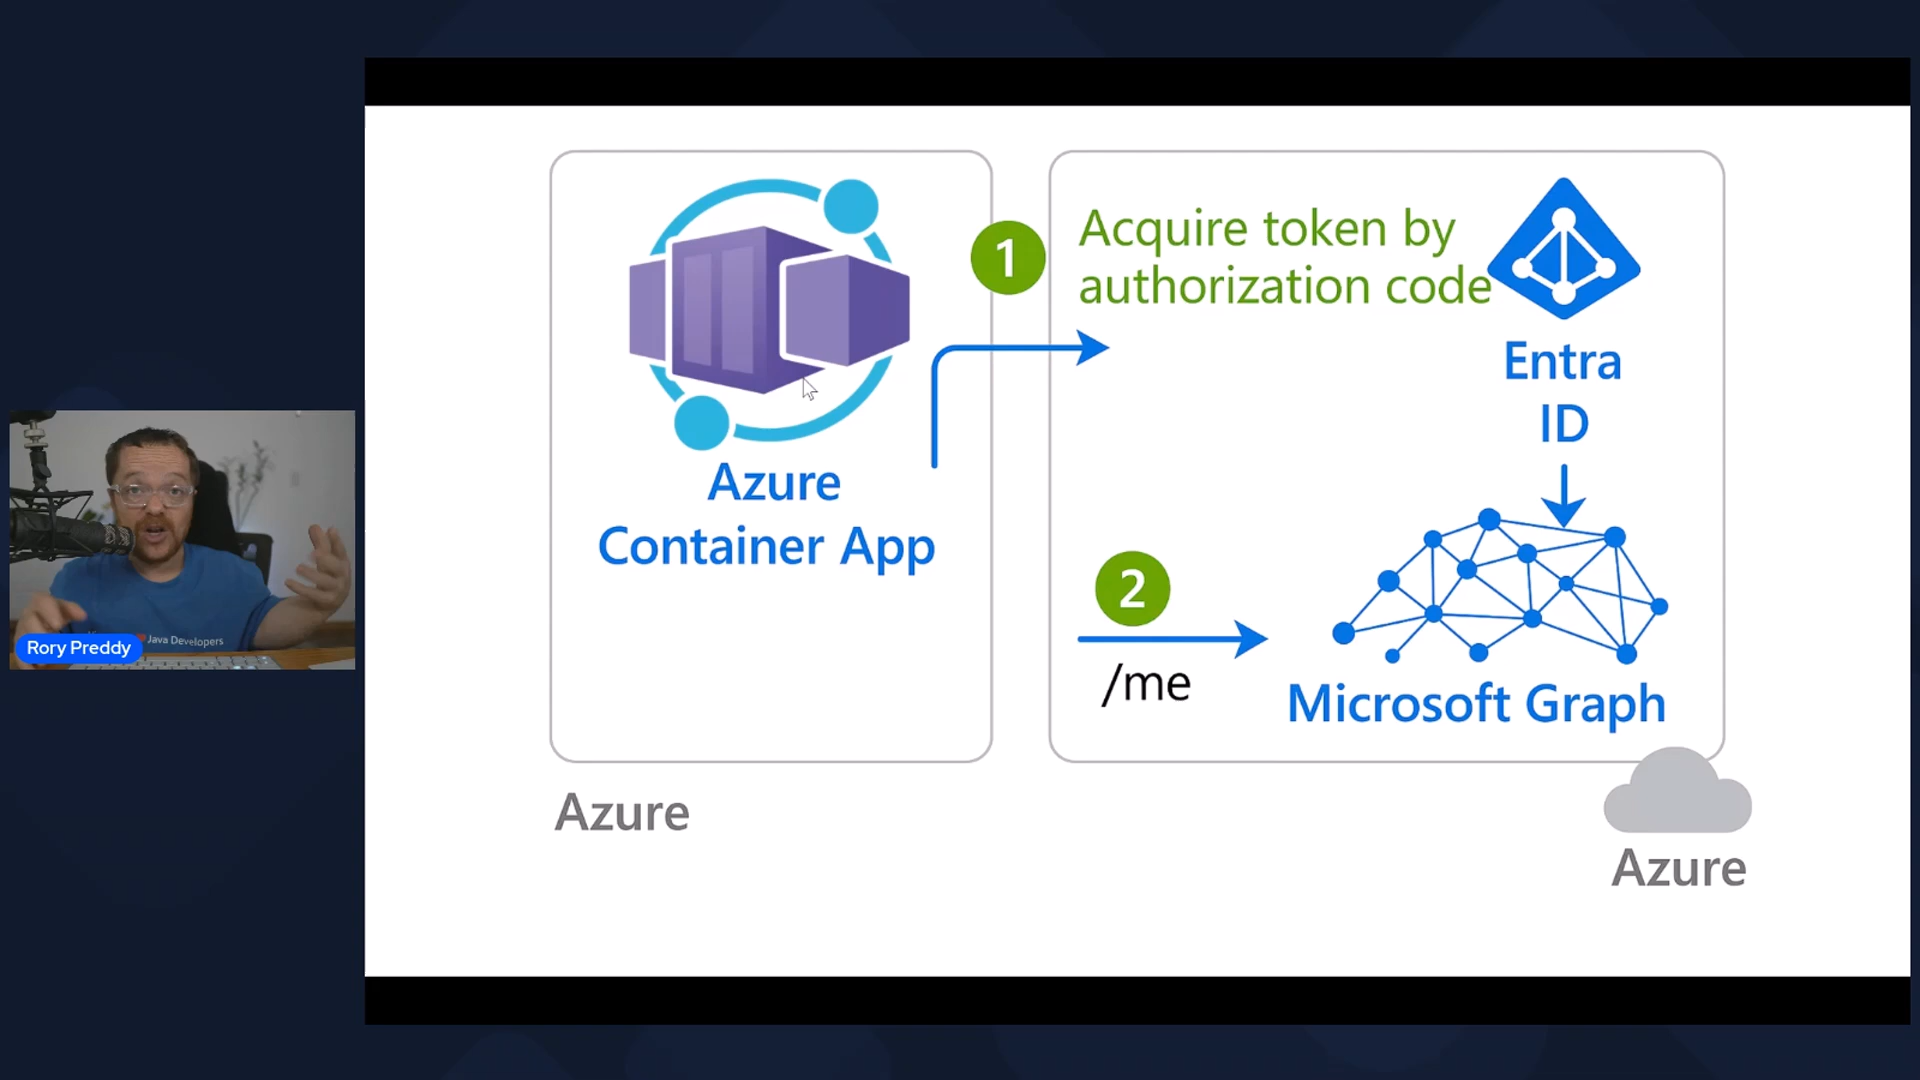 1
Acquire token by
authorization code
Entra
ID
Azure
Container App
2
/me
Microsoft Graph
Azure
Azure
Java Developers
Rory Preddy